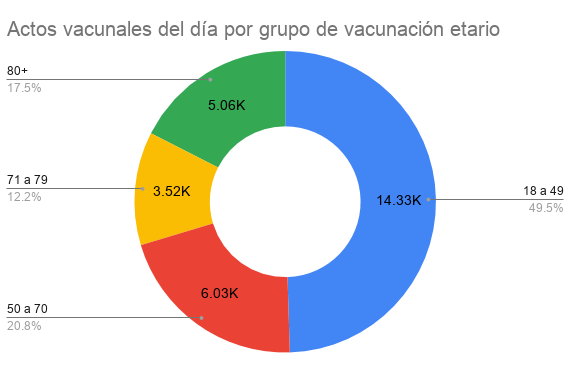 Actos vacunales del día por grupo de vacunación etario
80+
17.5%
5.06K
71 a 79
12.2%
3.52K
18 a 49
49.5%
14.33K
50 a 70
20.8%
6.03K